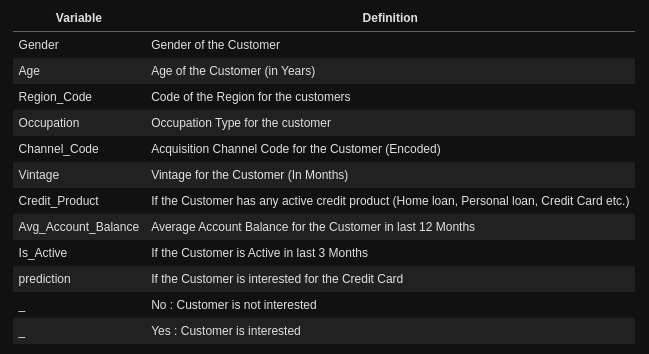 Variable Definition
Gender Gender of the Customer
Age Age of the Customer (in Years)
Region_Code Code of the Region for the customers
Occupation Occupation Type for the customer
Channel_Code Acquisition Channel Code for the Customer (Encoded)
Vintage Vintage for the Customer (In Months)
Credit_Product If the Customer has any active credit product (Home loan, Personal loan, Credit Card etc.)
Avg_Account_Balance Average Account Balance for the Customer in last 12 Months
Is_Active If the Customer is Active in last 3 Months
prediction If the Customer is interested for the Credit Card
_ No : Customer is not interested
_ Yes : Customer is interested